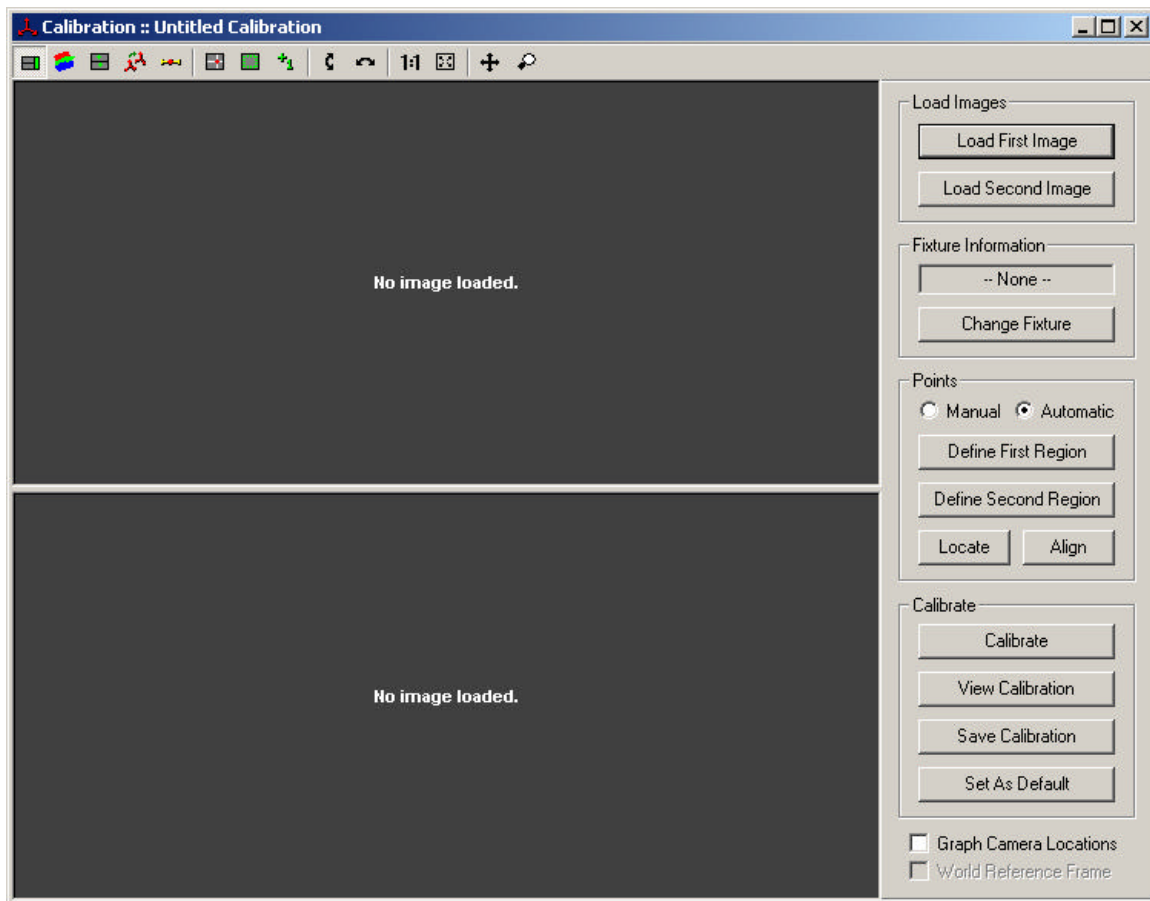 Calibration :: Untitled Calibration
1:1
No image loaded.
No image loaded.
Load Images
Load First Image
Load Second Image
Fixture Information
-- None --
Change Fixture
Points
Manual Automatic
Define First Region
Define Second Region
Locate Align
Calibrate
Calibrate
View Calibration
Save Calibration
Set As Default
Graph Camera Locations
World Reference Frame